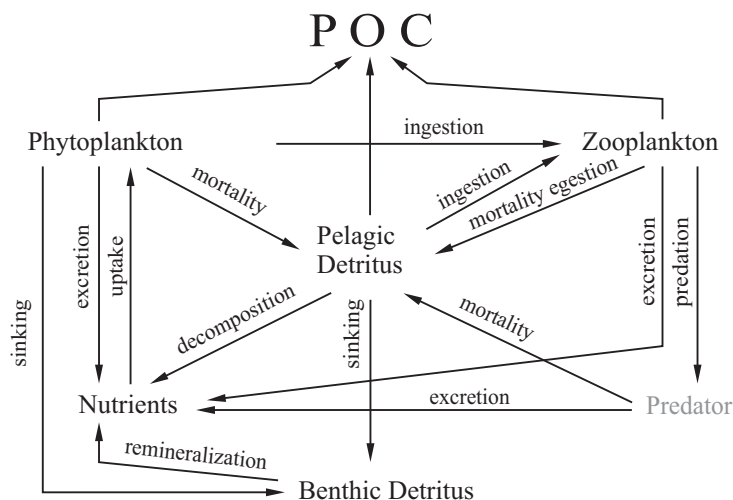 P O C
Phytoplankton
ingestion
Zooplankton
mortality
ingestion
mortality egestion
Pelagic
Detritus
excretion
uptake
excretion
predation
sinking
decomposition
sinking
mortality
Nutrients
excretion
Predator
remineralization
Benthic Detritus